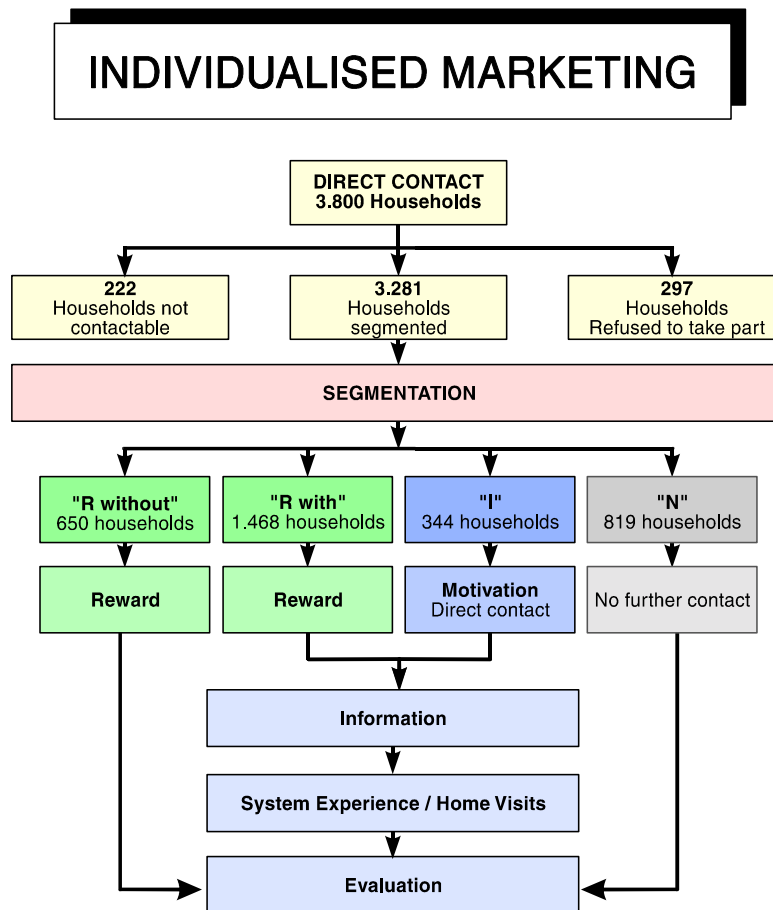 INDIVIDUALISED MARKETING
DIRECT CONTACT
3.800 Households
222
Households not
contactable
3.281
Households
segmented
297
Households
Refused to take part
SEGMENTATION
"R without"
650 households
"R with"
1.468 households
"I"
344 households
"N"
819 households
Reward
Reward
Motivation
Direct contact
No further contact
Information
System Experience / Home Visits
Evaluation